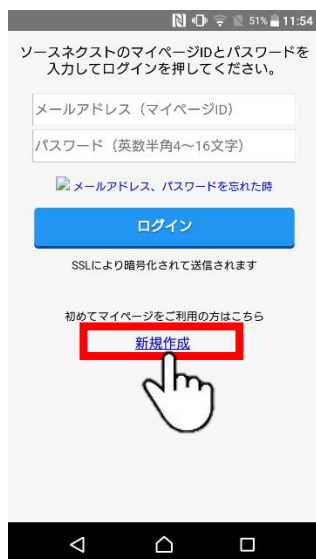 51% 11:54
ソースネクストのマイページIDとパスワードを
入力してログインを押してください。
メールアドレス（マイページID）
パスワード（英数半角4～16文字）
メールアドレス、パスワードを忘れた時
ログイン
SSLにより暗号化されて送信されます
初めてマイページをご利用の方はこちら
新規作成